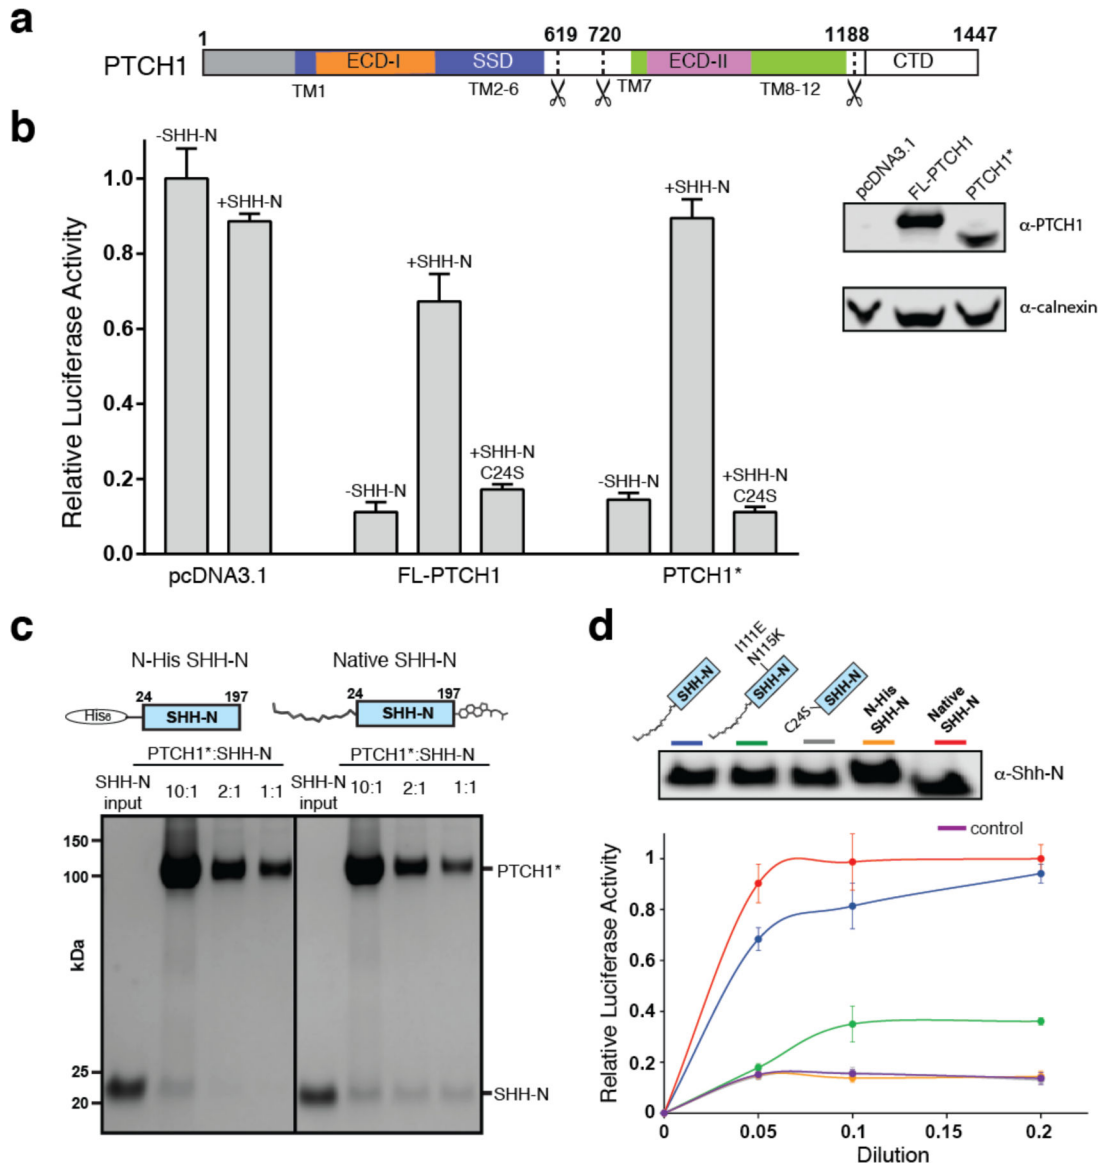 a
1 619 720 1188 1447
PTCH1 ECD-I SSD ECD-II CTD
TM1 TM2-6 TM7 TM8-12
b
Relative Luciferase Activity
1.0
0.8
0.6
0.4
0.2
0.0
-SHH-N
+SHH-N
-SHH-N
+SHH-N
+SHH-N
C24S
-SHH-N
+SHH-N
+SHH-N
C24S
pcDNA3.1 FL-PTCH1 PTCH1*
pcDNA3.1 FL-PTCH1 PTCH1*
α-PTCH1
α-calnexin
c
N-His SHH-N Native SHH-N
24 197 24 197
His6 SHH-N SHH-N
PTCH1*:SHH-N PTCH1*:SHH-N
SHH-N
input 10:1 2:1 1:1
SHH-N
input 10:1 2:1 1:1
kDa
150
100
25
20
PTCH1*
SHH-N
d
SHH-N
I111E
N115K
SHH-N
C24S SHH-N
N-His
SHH-N
Native
SHH-N
α-Shh-N
control
Relative Luciferase Activity
1
0.8
0.6
0.4
0.2
0
0 0.05 0.1 0.15 0.2
Dilution